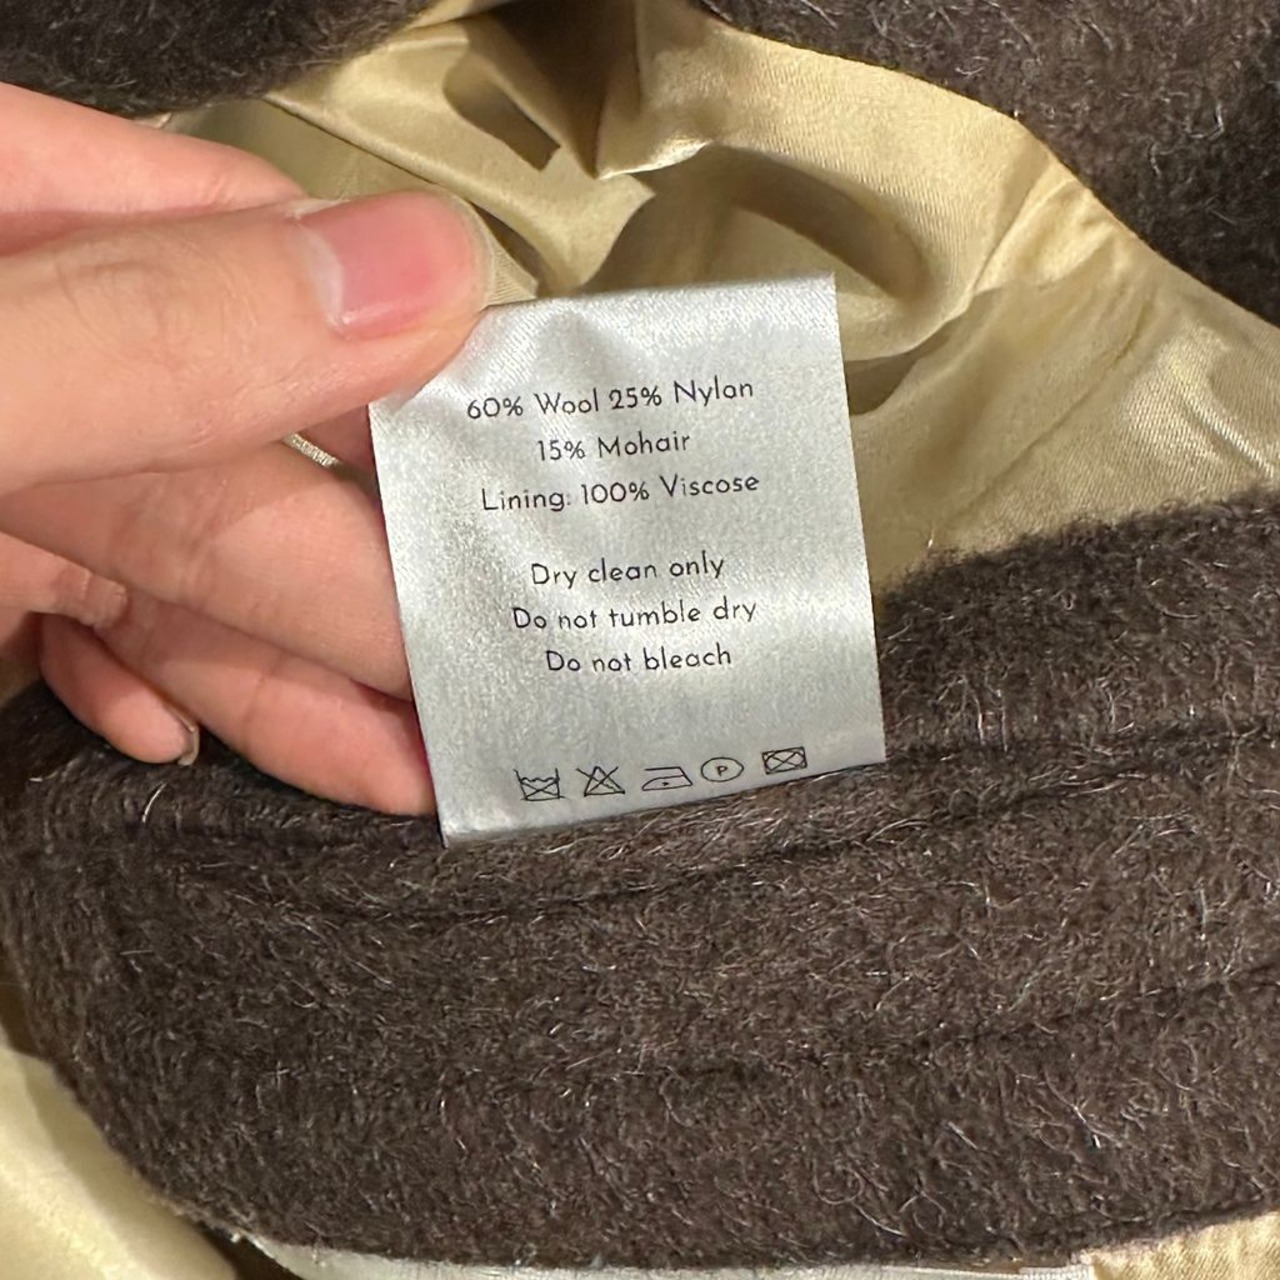 60% Wool 25% Nylon
15% Mohair
Lining: 100% Viscose
Dry clean only
Do not tumble dry
Do not bleach
P